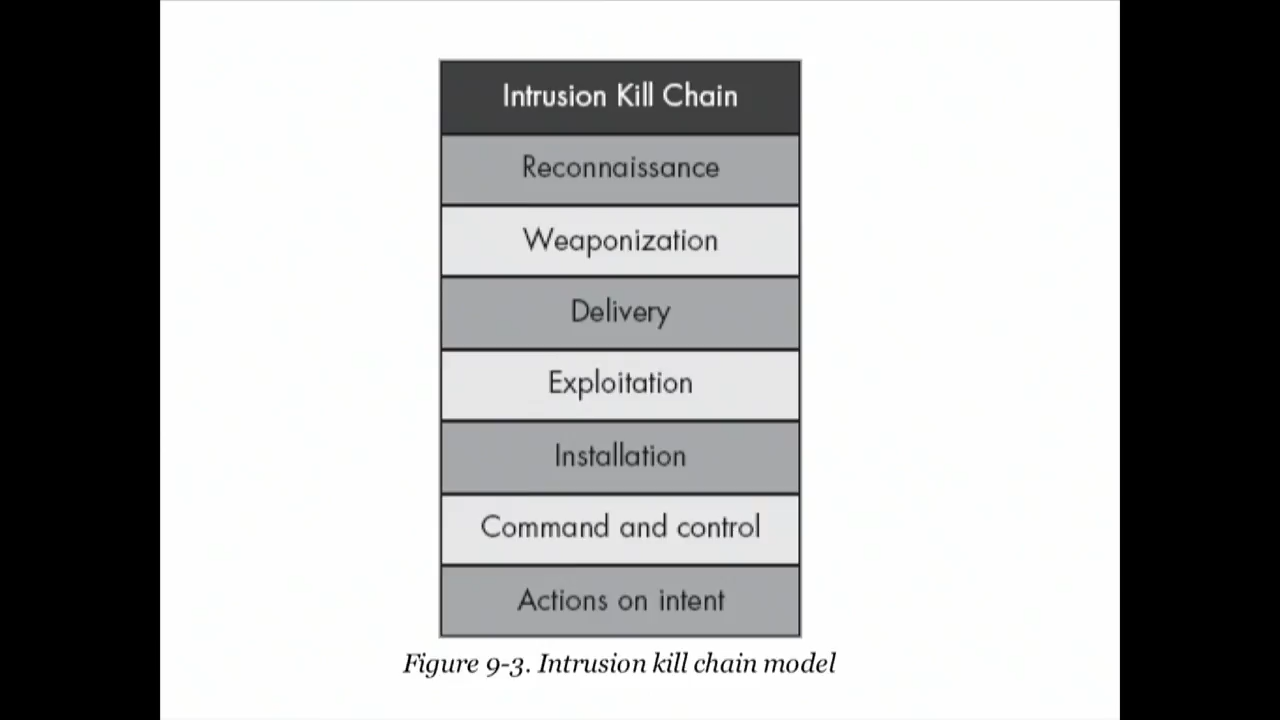 Intrusion Kill Chain
Reconnaissance
Weaponization
Delivery
Exploitation
Installation
Command and control
Actions on intent
Figure 9-3. Intrusion kill chain model